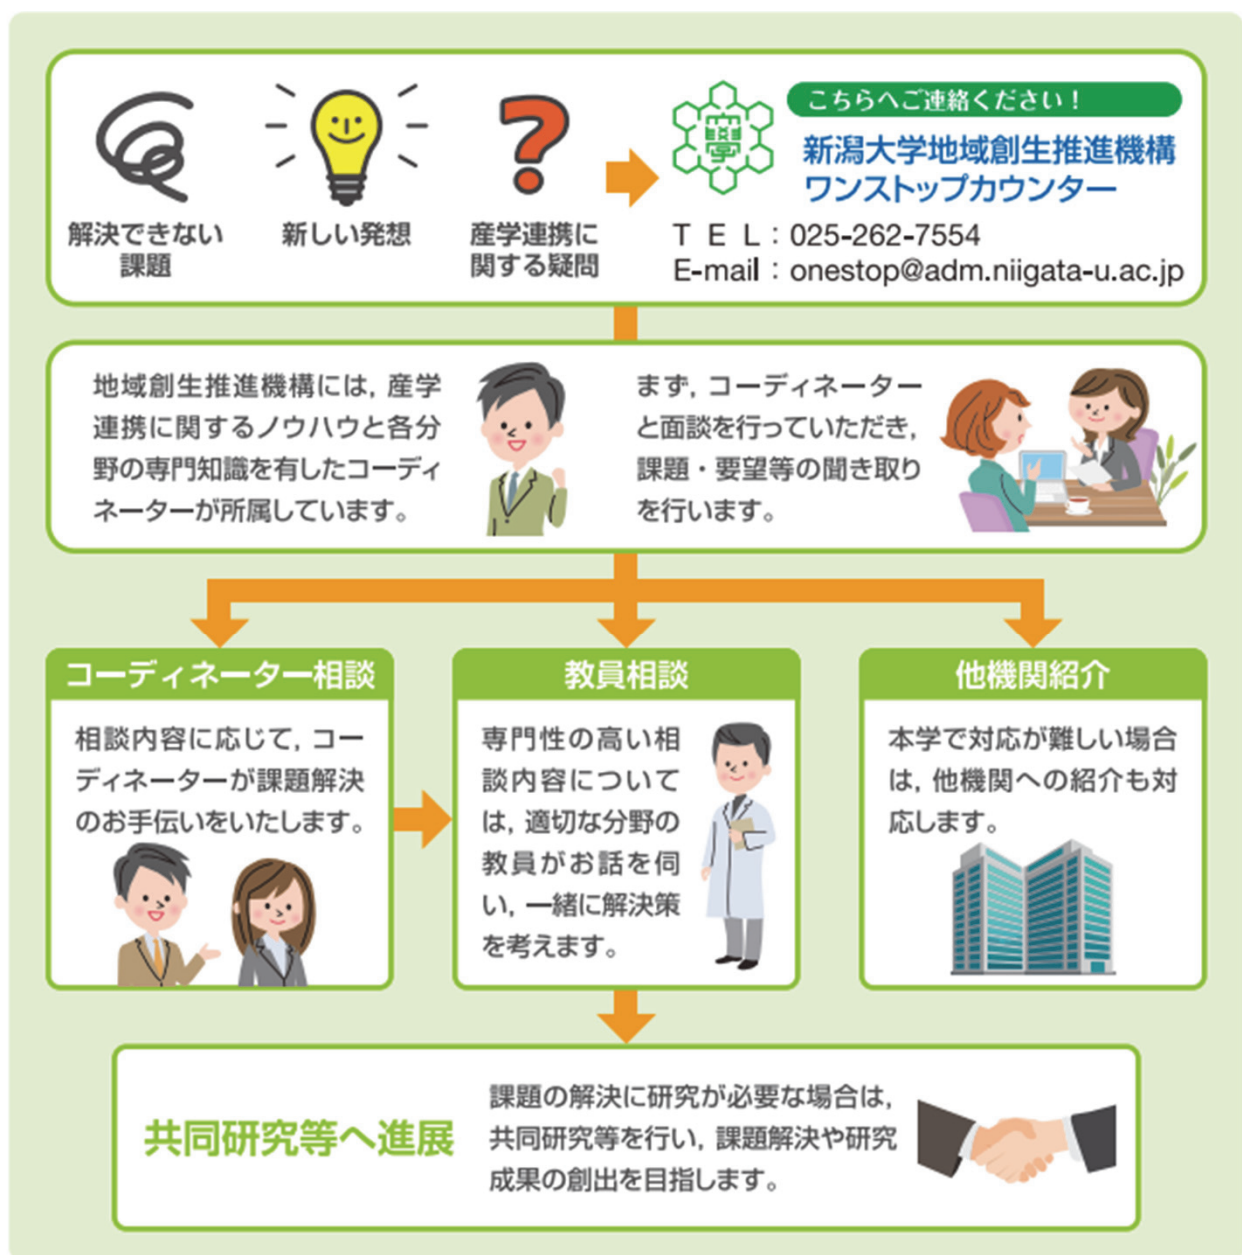 解決できない
課題
新しい発想
産学連携に
関する疑問
こちらへご連絡ください！
新潟大学地域創生推進機構
ワンストップカウンター
TEL：025-262-7554
E-mail：onestop@adm.niigata-u.ac.jp
地域創生推進機構には，産学
連携に関するノウハウと各分
野の専門知識を有したコーディ
ネーターが所属しています。
まず，コーディネーター
と面談を行っていただき，
課題・要望等の聞き取り
を行います。
コーディネーター相談
相談内容に応じて，コー
ディネーターが課題解決
のお手伝いをいたします。
教員相談
専門性の高い相
談内容について
は，適切な分野の
教員がお話を伺
い，一緒に解決策
を考えます。
他機関紹介
本学で対応が難しい場合
は，他機関への紹介も対
応します。
共同研究等へ進展
課題の解決に研究が必要な場合は，
共同研究等を行い，課題解決や研究
成果の創出を目指します。